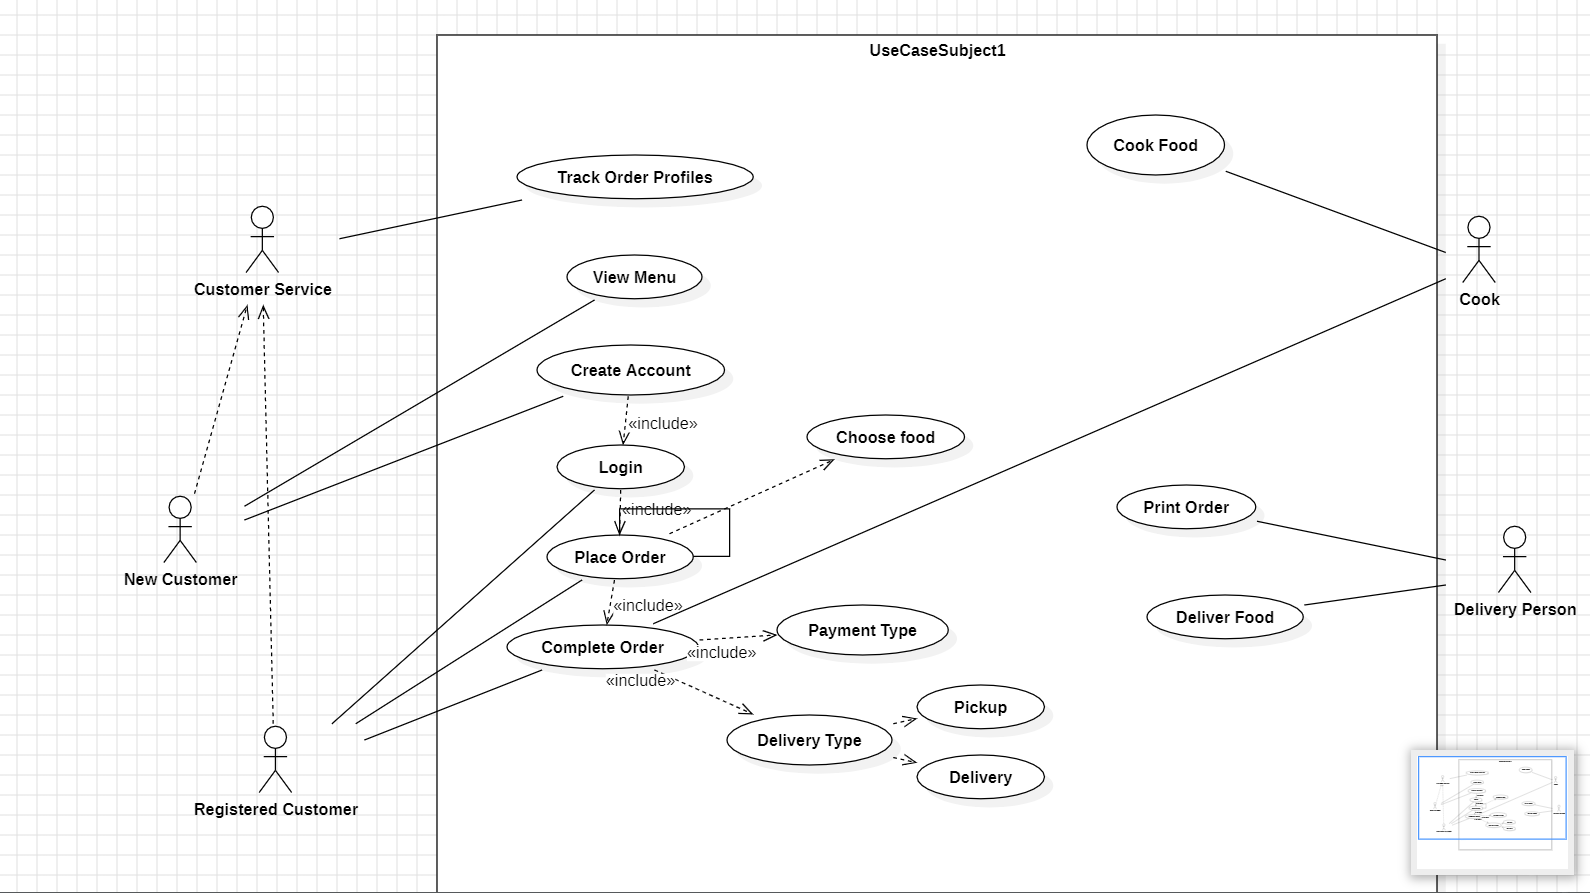 UseCaseSubject1
Cook Food
Track Order Profiles
View Menu
Customer Service
Cook
Create Account
«include»
Choose food
Login
«include»
Print Order
Place Order
New Customer
«include»
Delivery Person
Deliver Food
Payment Type
Complete Order
«include»
«include»
Pickup
Delivery Type
Delivery
Registered Customer